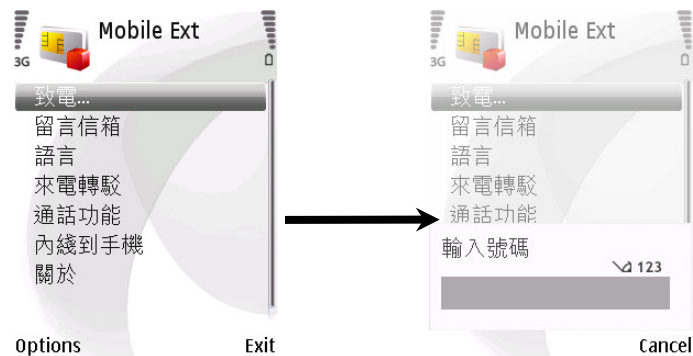 Mobile Ext
3G
致電...
留言信箱
語言
來電轉駁
通話功能
內綫到手機
關於
Options
Exit
Mobile Ext
3G
致電...
留言信箱
語言
來電轉駁
通話功能
輸入號碼
123
Cancel